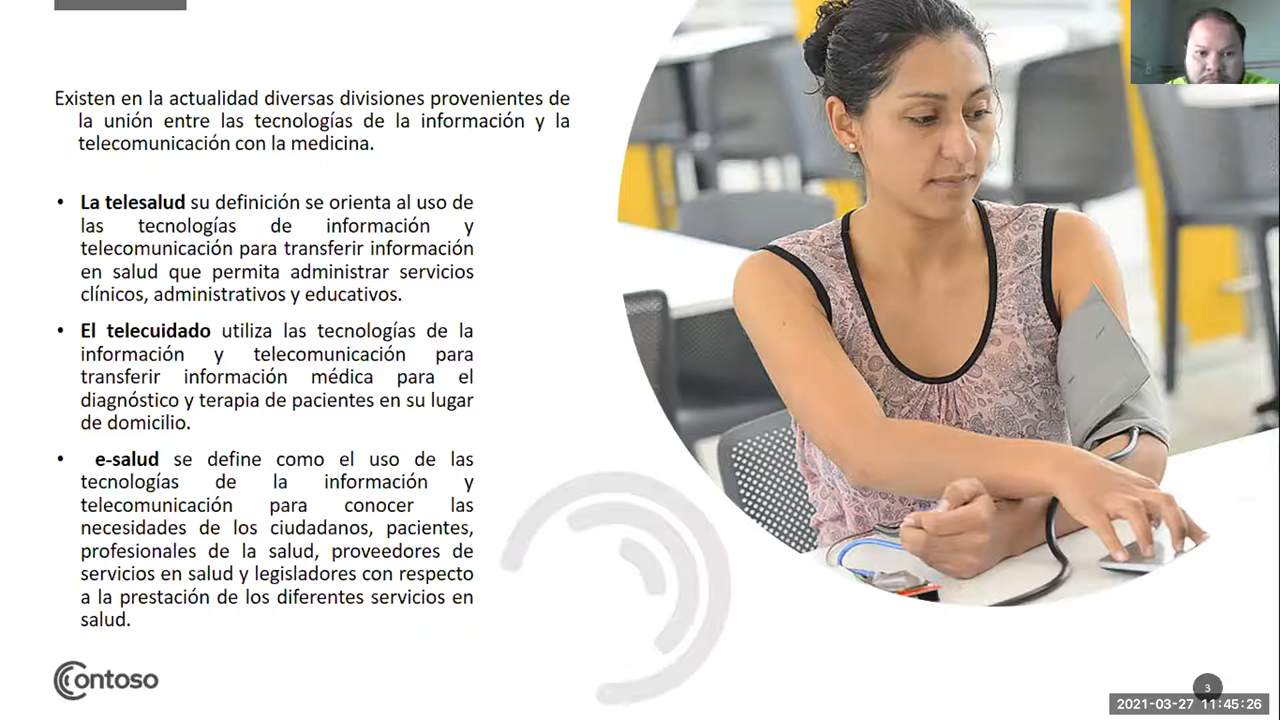 Existen en la actualidad diversas divisiones provenientes de
la unión entre las tecnologías de la información y la
telecomunicación con la medicina.
• La telesalud su definición se orienta al uso de
las tecnologías de información y
telecomunicación para transferir información
en salud que permita administrar servicios
clínicos, administrativos y educativos.
• El telecuidado utiliza las tecnologías de la
información y telecomunicación para
transferir información médica para el
diagnóstico y terapia de pacientes en su lugar
de domicilio.
• e-salud se define como el uso de las
tecnologías de la información y
telecomunicación para conocer las
necesidades de los ciudadanos, pacientes,
profesionales de la salud, proveedores de
servicios en salud y legisladores con respecto
a la prestación de los diferentes servicios en
salud.
Contoso
3
2021-03-27 11:45:26